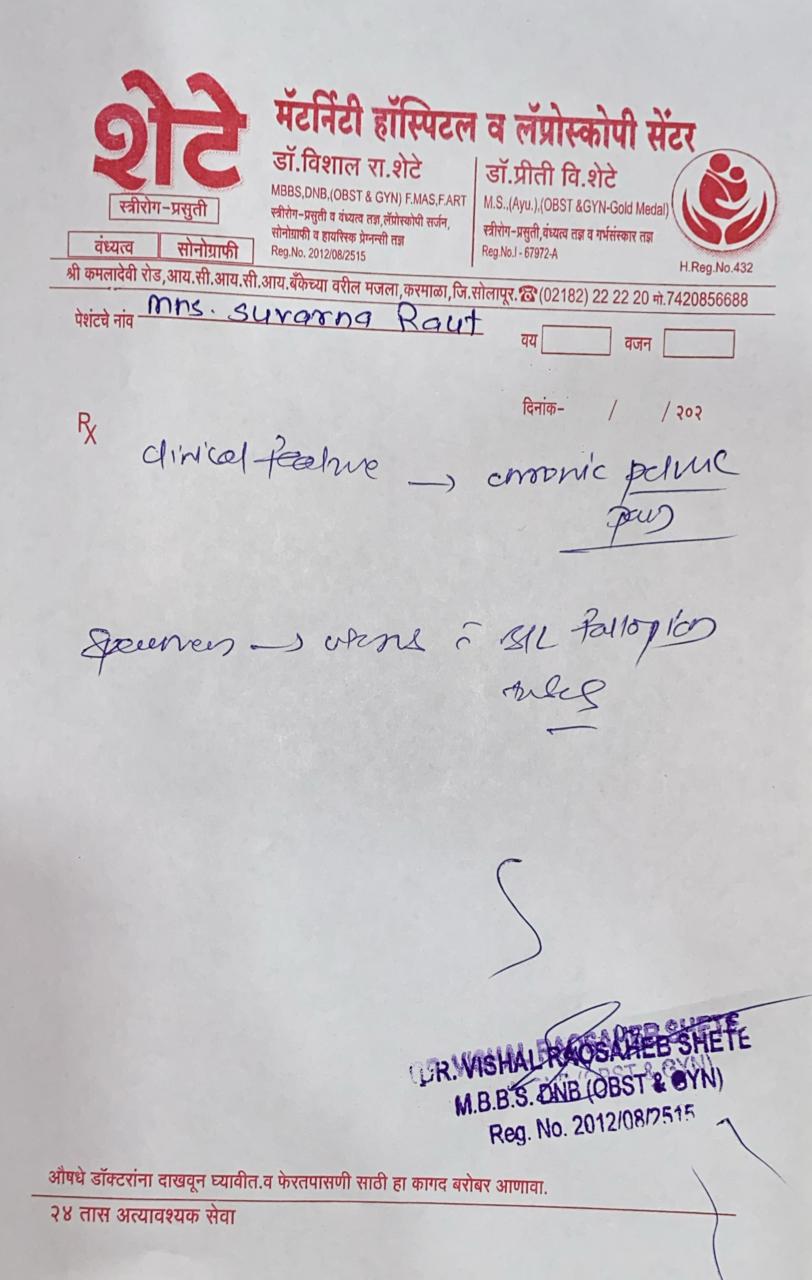 शेटे
स्त्रीरोग-प्रसुती
वंध्यत्व सोनोग्राफी
मॅटर्निटी हॉस्पिटल व लॅप्रोस्कोपी सेंटर
डॉ.विशाल रा.शेटे
MBBS,DNB,(OBST & GYN) F.MAS,F.ART
स्त्रीरोग-प्रसुती व वंध्यत्व तज्ञ,लॅप्रोस्कोपी सर्जन,
सोनोग्राफी व हायरिस्क प्रेग्नन्सी तज्ञ
Reg.No. 2012/08/2515
डॉ.प्रीती वि.शेटे
M.S.,(Ayu.),(OBST &GYN-Gold Medal)
स्त्रीरोग-प्रसुती,वंध्यत्व तज्ञ व गर्भसंस्कार तज्ञ
Reg.No.I - 67972-A
H.Reg.No.432
श्री कमलादेवी रोड,आय.सी.आय.सी.आय.बँकेच्या वरील मजला,करमाळा,जि.सोलापूर.☎(02182) 22 22 20 मो.7420856688
पेशंटचे नांव Mrs. Suvarna Raut
वय वजन
दिनांक- / / २०२
Rx
clinical feature → chronic pelvic
pain
specimen → uterus c̄ B/L fallopian
tubes
DR. VISHAL RAOSAHEB SHETE
M.B.B.S. DNB (OBST & GYN)
Reg. No. 2012/08/2515
औषधे डॉक्टरांना दाखवून घ्यावीत.व फेरतपासणी साठी हा कागद बरोबर आणावा.
२४ तास अत्यावश्यक सेवा